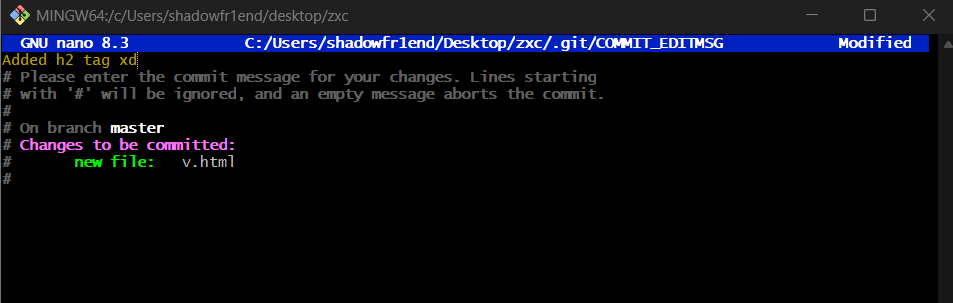 MINGW64:/c/Users/shadowfr1end/desktop/zxc
GNU nano 8.3 C:/Users/shadowfr1end/Desktop/zxc/.git/COMMIT_EDITMSG Modified
Added h2 tag xd
# Please enter the commit message for your changes. Lines starting
# with '#' will be ignored, and an empty message aborts the commit.
#
# On branch master
# Changes to be committed:
# new file: v.html
#